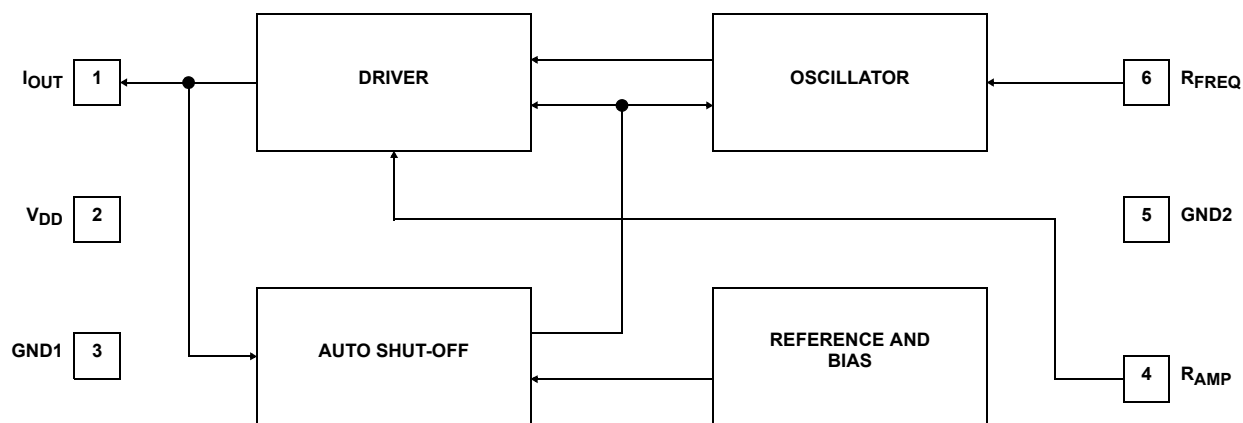 DRIVER
OSCILLATOR
IOUT 1
6 RFREQ
VDD 2
5 GND2
GND1 3
AUTO SHUT-OFF
REFERENCE AND
BIAS
4 RAMP